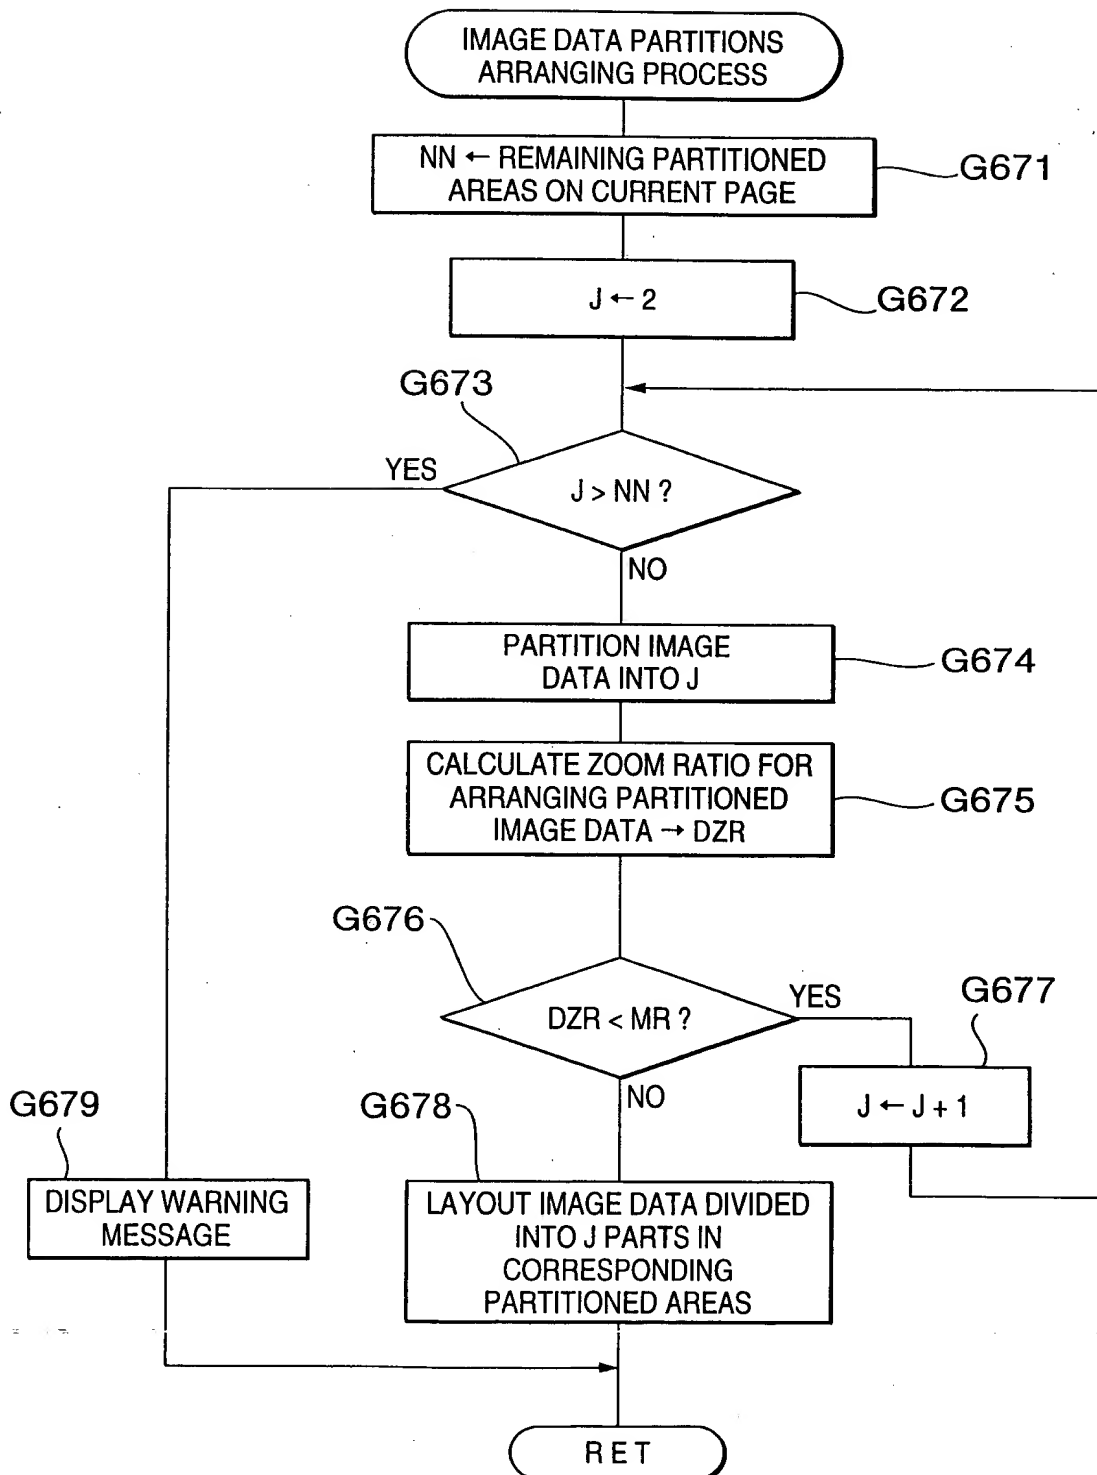 IMAGE DATA PARTITIONS
ARRANGING PROCESS
NN ← REMAINING PARTITIONED
AREAS ON CURRENT PAGE
G671
J ← 2
G672
G673
YES
J > NN ?
NO
PARTITION IMAGE
DATA INTO J
G674
CALCULATE ZOOM RATIO FOR
ARRANGING PARTITIONED
IMAGE DATA → DZR
G675
G676
DZR < MR ?
YES
G677
NO
J ← J + 1
G679
G678
DISPLAY WARNING
MESSAGE
LAYOUT IMAGE DATA DIVIDED
INTO J PARTS IN
CORRESPONDING
PARTITIONED AREAS
RET